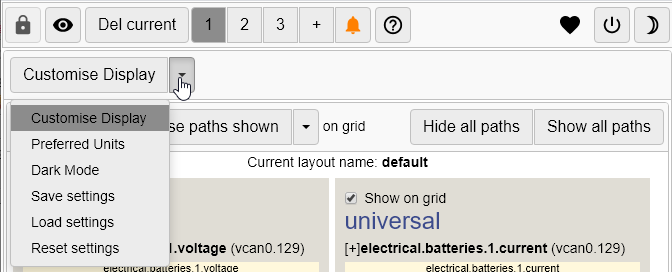 Del current 1 2 3 +
Customise Display
Customise Display
Preferred Units
Dark Mode
Save settings
Load settings
Reset settings
se paths shown on grid Hide all paths Show all paths
Current layout name: default
Show on grid
universal
.voltage (vcan0.129) [+]electrical.batteries.1.current (vcan0.129)
electrical.batteries.1.voltage electrical.batteries.1.current